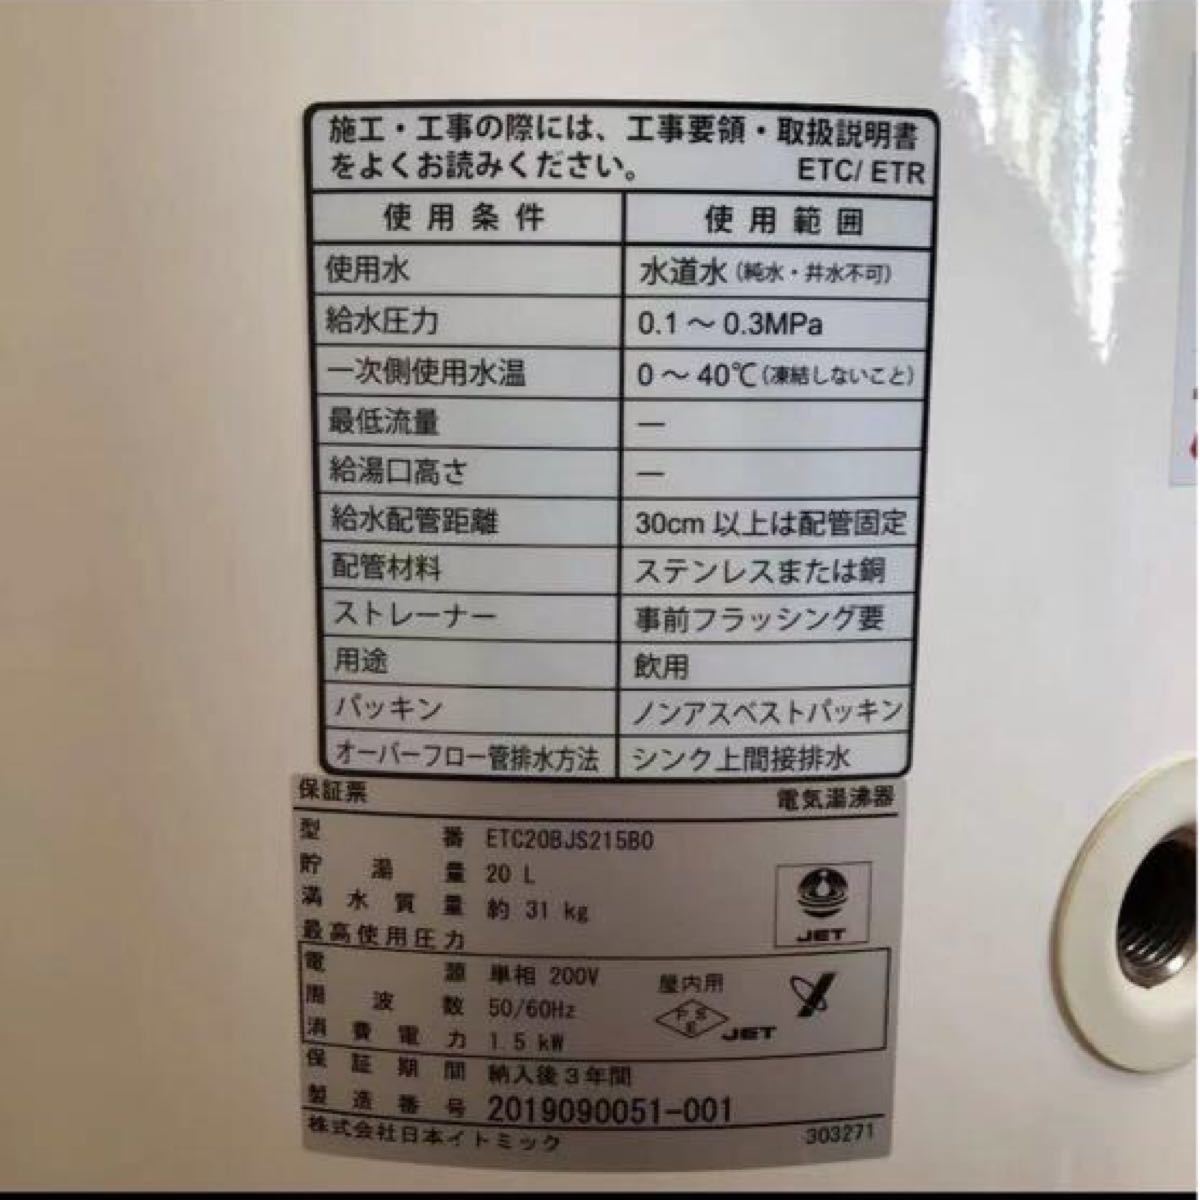 施工・工事の際には、工事要領・取扱説明書
をよくお読みください。 ETC/ ETR
使用条件 使用範囲
使用水 水道水(純水・井水不可)
給水圧力 0.1～0.3MPa
一次側使用水温 0～40℃(凍結しないこと)
最低流量 —
給湯口高さ —
給水配管距離 30cm 以上は配管固定
配管材料 ステンレスまたは銅
ストレーナー 事前フラッシング要
用途 飲用
パッキン ノンアスベストパッキン
オーバーフロー管排水方法 シンク上間接排水
保証票 電気湯沸器
型番 ETC20BJS215B0
貯湯量 20 L
満水質量 約 31 kg
最高使用圧力
JET
電源 単相 200V 屋内用
周波数 50/60Hz
PSE JET
消費電力 1.5 kW
保証期間 納入後3年間
製造番号 2019090051-001
株式会社日本イトミック 303271